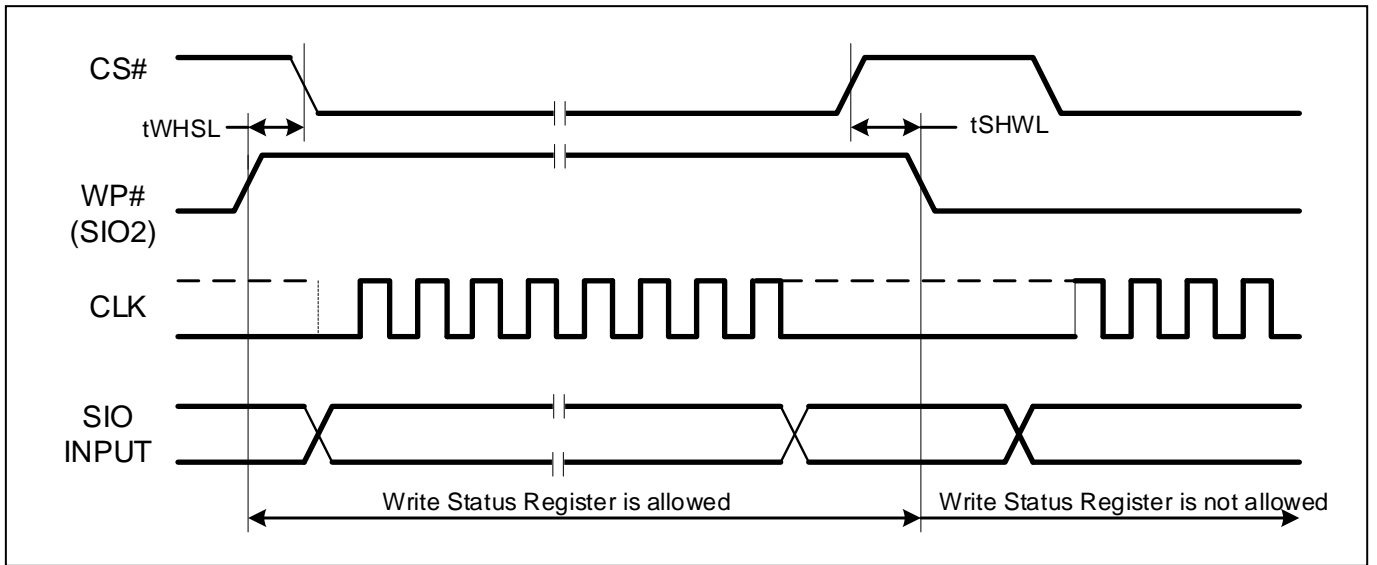 CS#
tWHSL
tSHWL
WP#
(SIO2)
CLK
SIO
INPUT
Write Status Register is allowed
Write Status Register is not allowed